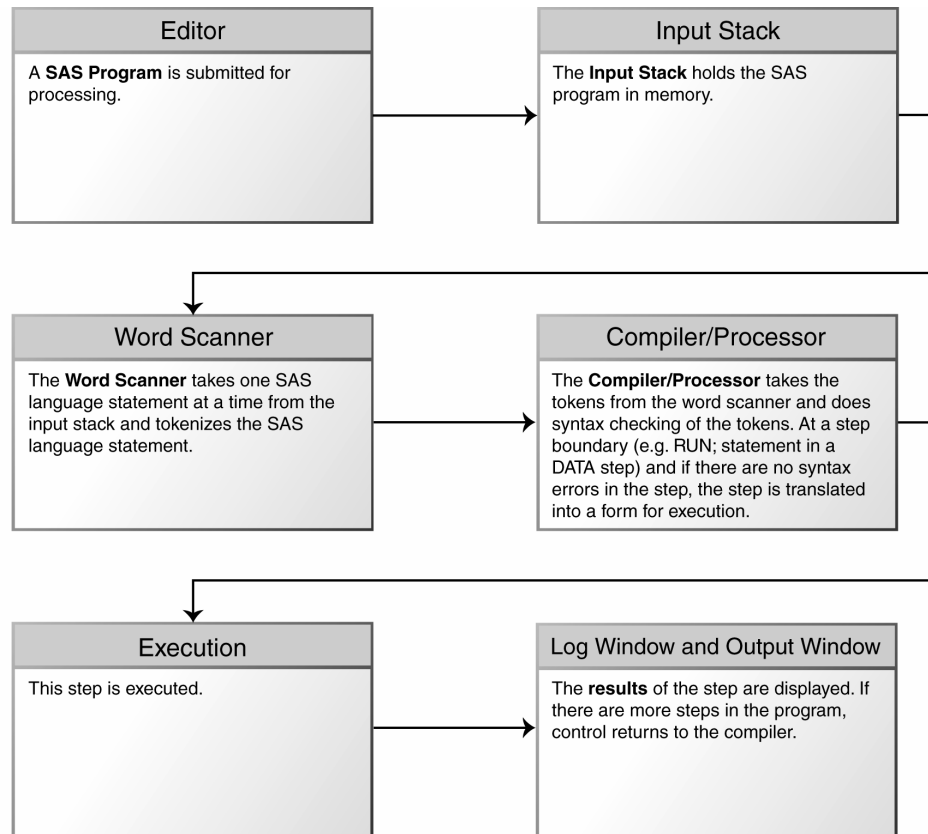 Editor
A SAS Program is submitted for
processing.
Input Stack
The Input Stack holds the SAS
program in memory.
Word Scanner
The Word Scanner takes one SAS
language statement at a time from the
input stack and tokenizes the SAS
language statement.
Compiler/Processor
The Compiler/Processor takes the
tokens from the word scanner and does
syntax checking of the tokens. At a step
boundary (e.g. RUN; statement in a
DATA step) and if there are no syntax
errors in the step, the step is translated
into a form for execution.
Execution
This step is executed.
Log Window and Output Window
The results of the step are displayed. If
there are more steps in the program,
control returns to the compiler.